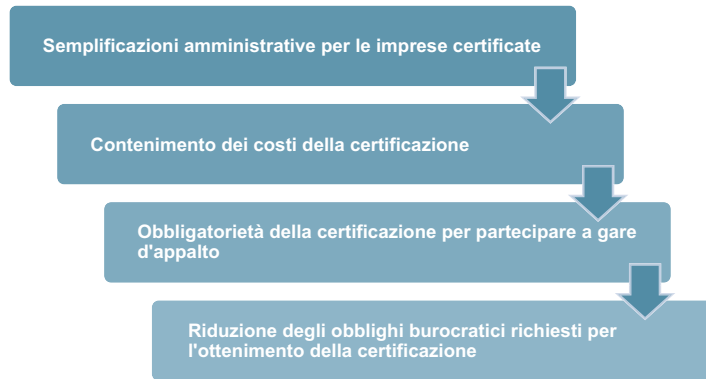 Semplificazioni amministrative per le imprese certificate
Contenimento dei costi della certificazione
Obbligatorietà della certificazione per partecipare a gare
d'appalto
Riduzione degli obblighi burocratici richiesti per
l'ottenimento della certificazione